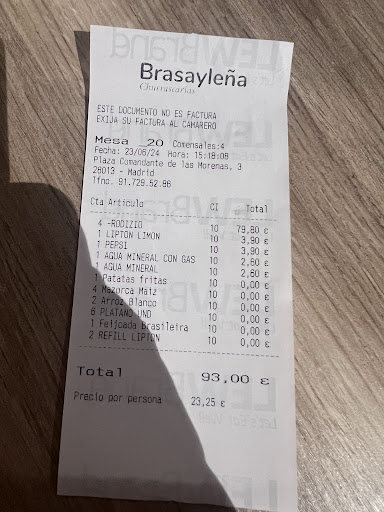 Brasayleña
Churrascarías
ESTE DOCUMENTO NO ES FACTURA
EXIJA SU FACTURA AL CAMARERO
Mesa 20 Comensales:4
Fecha: 23/06/24 Hora: 15:18:08
Plaza Comandante de las Morenas, 3
28013 - Madrid
tfno. 91.729.52.86
Cta Artículo CI Total
4 -RODIZIO 10 79,80 €
1 LIPTON LIMON 10 3,90 €
1 PEPSI 10 3,90 €
1 AGUA MINERAL CON GAS 10 2,80 €
1 AGUA MINERAL 10 2,60 €
1 Patatas fritas 10 0,00 €
4 Mazorca Maiz 10 0,00 €
2 Arroz Blanco 10 0,00 €
6 PLATANO UND 10 0,00 €
1 Feijoada Brasileira 10 0,00 €
2 REFILL LIPTON 10 0,00 €
Total 93,00 €
Precio por persona 23,25 €